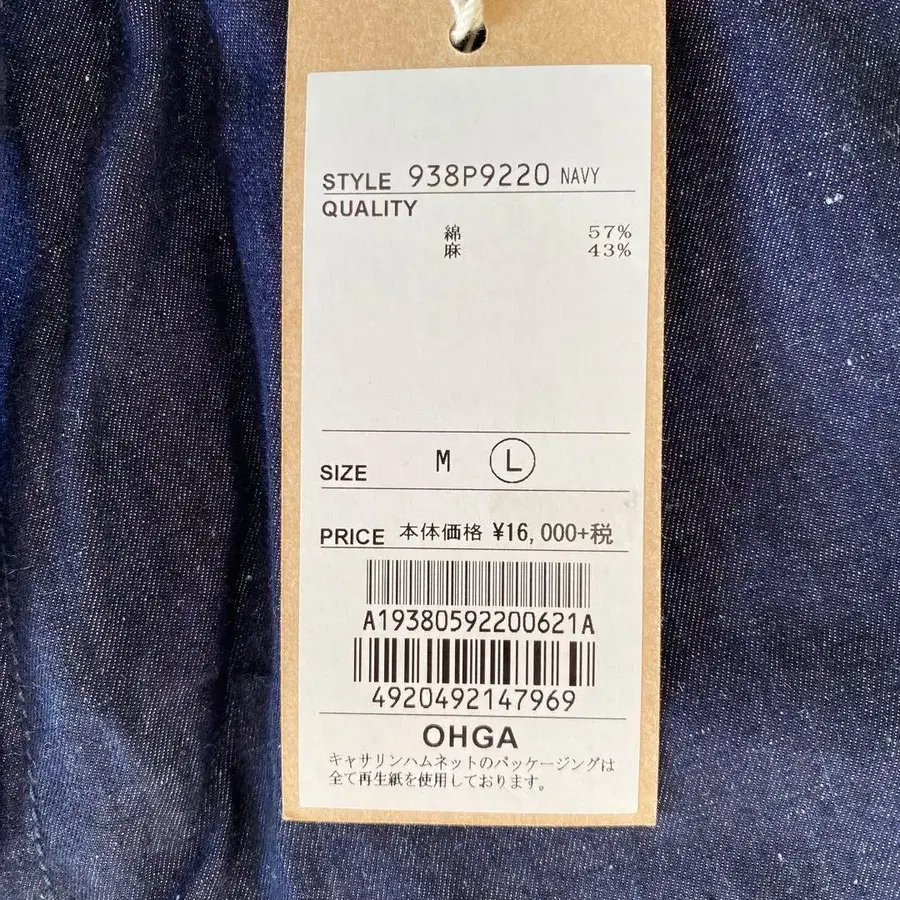 STYLE 938P9220 NAVY
QUALITY
綿 57%
麻 43%
SIZE M L
PRICE 本体価格 ¥16,000+税
A19380592200621A
4920492147969
OHGA
キャサリンハムネットのパッケージングは
全て再生紙を使用しております。